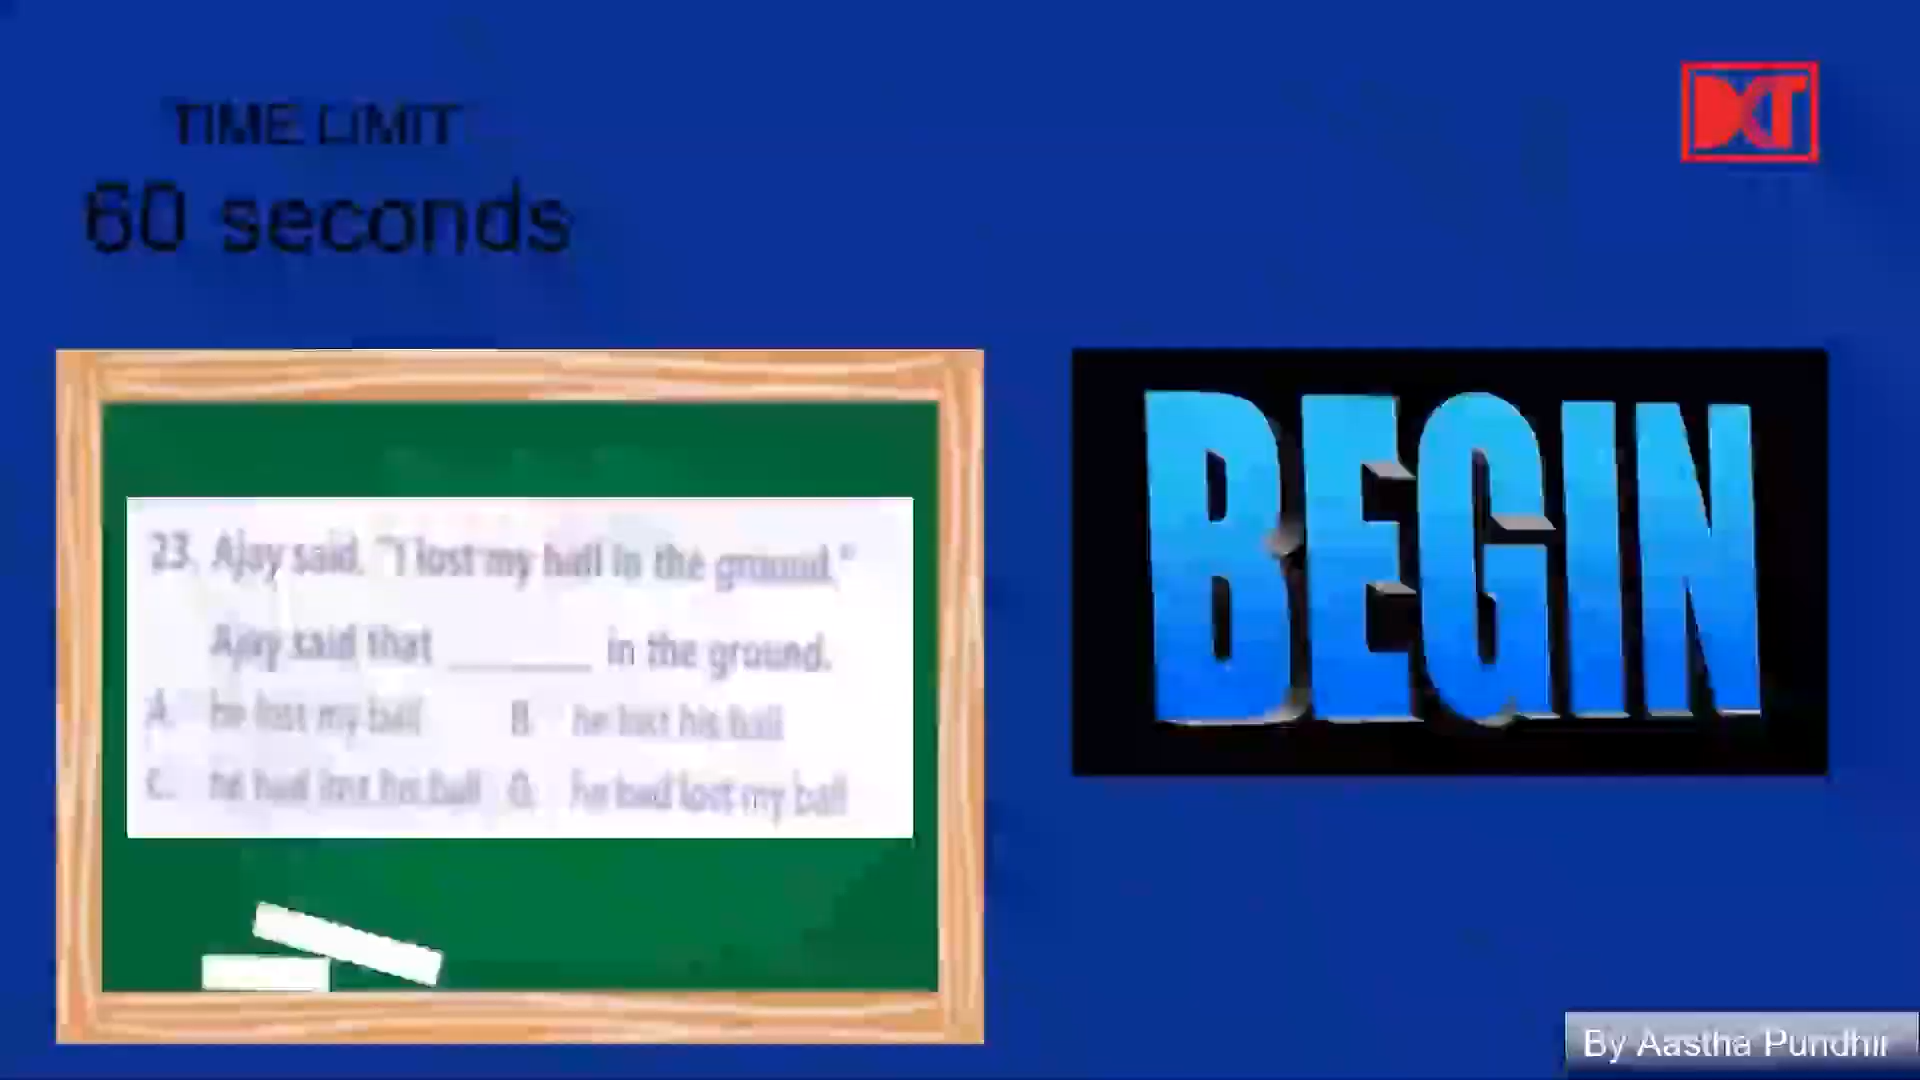 TIME LIMIT
60 seconds
DCT
23. Ajay said, "I lost my ball in the ground."
Ajay said that ________ in the ground.
A. he lost my ball B. he lost his ball
C. he had lost his ball D. he had lost my ball
BEGIN
By Aastha Pundhir